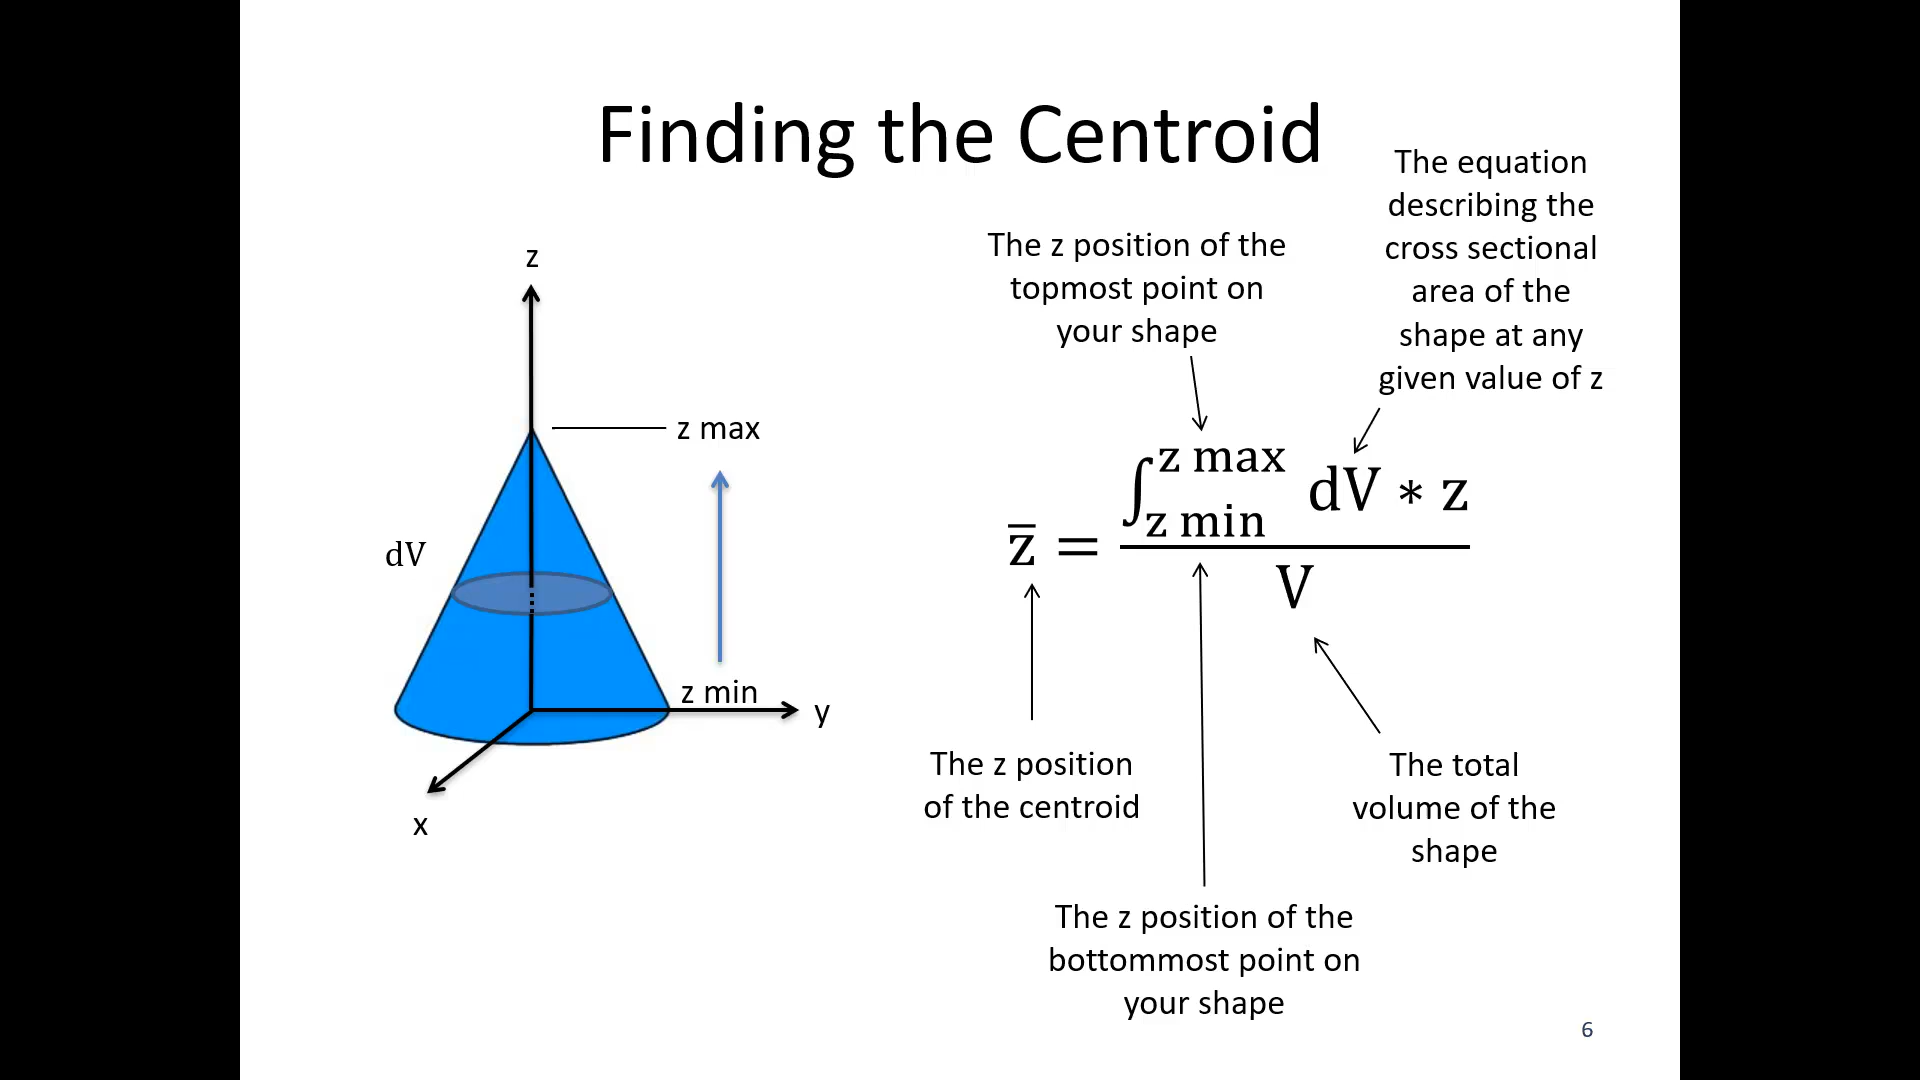 Finding the Centroid
The equation
describing the
cross sectional
area of the
shape at any
given value of z
The z position of the
topmost point on
your shape
z
z max
dV
z min
y
x
z̅ = ∫ z max z min dV * z
V
The z position
of the centroid
The total
volume of the
shape
The z position of the
bottommost point on
your shape
6